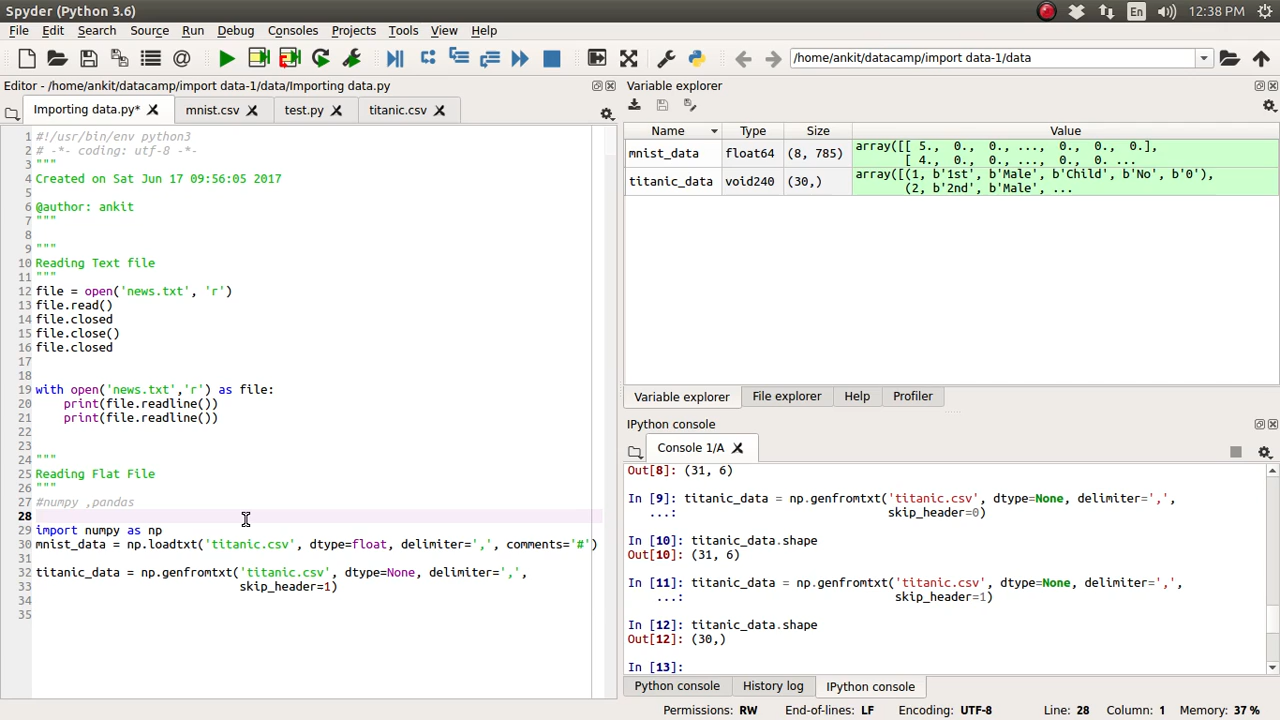 Spyder (Python 3.6)
En
12:38 PM
File Edit Search Source Run Debug Consoles Projects Tools View Help
/home/ankit/datacamp/import data-1/data
Editor - /home/ankit/datacamp/import data-1/data/Importing data.py
Importing data.py*
mnist.csv
test.py
titanic.csv
1 #!/usr/bin/env python3
2 # -*- coding: utf-8 -*-
3 """
4 Created on Sat Jun 17 09:56:05 2017
5
6 @author: ankit
7 """
8
9 """
10 Reading Text file
11 """
12 file = open('news.txt', 'r')
13 file.read()
14 file.closed
15 file.close()
16 file.closed
17
18
19 with open('news.txt','r') as file:
20     print(file.readline())
21     print(file.readline())
22
23
24 """
25 Reading Flat File
26 """
27 #numpy ,pandas
28
29 import numpy as np
30 mnist_data = np.loadtxt('titanic.csv', dtype=float, delimiter=',', comments='#')
31
32 titanic_data = np.genfromtxt('titanic.csv', dtype=None, delimiter=',',
33                              skip_header=1)
34
35
Variable explorer
Name Type Size Value
mnist_data float64 (8, 785) array([[ 5., 0., 0., ..., 0., 0., 0.],
[ 4., 0., 0., ..., 0., 0. ...
titanic_data void240 (30,) array([(1, b'1st', b'Male', b'Child', b'No', b'0'),
(2, b'2nd', b'Male', ...
Variable explorer File explorer Help Profiler
IPython console
Console 1/A
Out[8]: (31, 6)
In [9]: titanic_data = np.genfromtxt('titanic.csv', dtype=None, delimiter=',',
...: skip_header=0)
In [10]: titanic_data.shape
Out[10]: (31, 6)
In [11]: titanic_data = np.genfromtxt('titanic.csv', dtype=None, delimiter=',',
...: skip_header=1)
In [12]: titanic_data.shape
Out[12]: (30,)
In [13]:
Python console History log IPython console
Permissions: RW End-of-lines: LF Encoding: UTF-8 Line: 28 Column: 1 Memory: 37 %